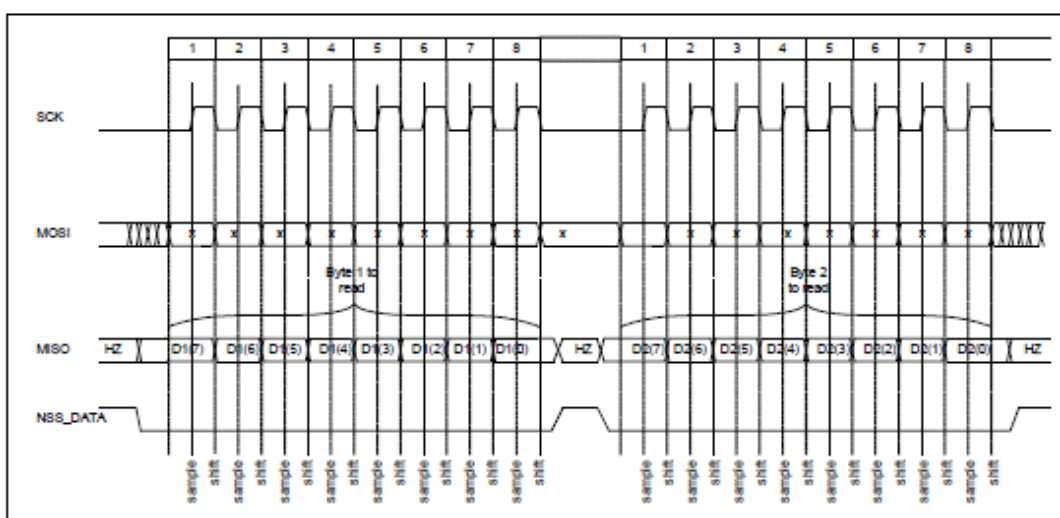 1 2 3 4 5 6 7 8 1 2 3 4 5 6 7 8
SCK
MOSI x x x x x x x x x x x x x x x x
Byte 1 to
read
Byte 2
to read
MISO HZ D1(7) D1(6) D1(5) D1(4) D1(3) D1(2) D1(1) D1(0) HZ D2(7) D2(6) D2(5) D2(4) D2(3) D2(2) D2(1) D2(0) HZ
NSS_DATA
sample shift sample shift sample shift sample shift sample shift sample shift sample shift sample shift sample shift sample shift sample shift sample shift sample shift sample shift sample shift sample shift